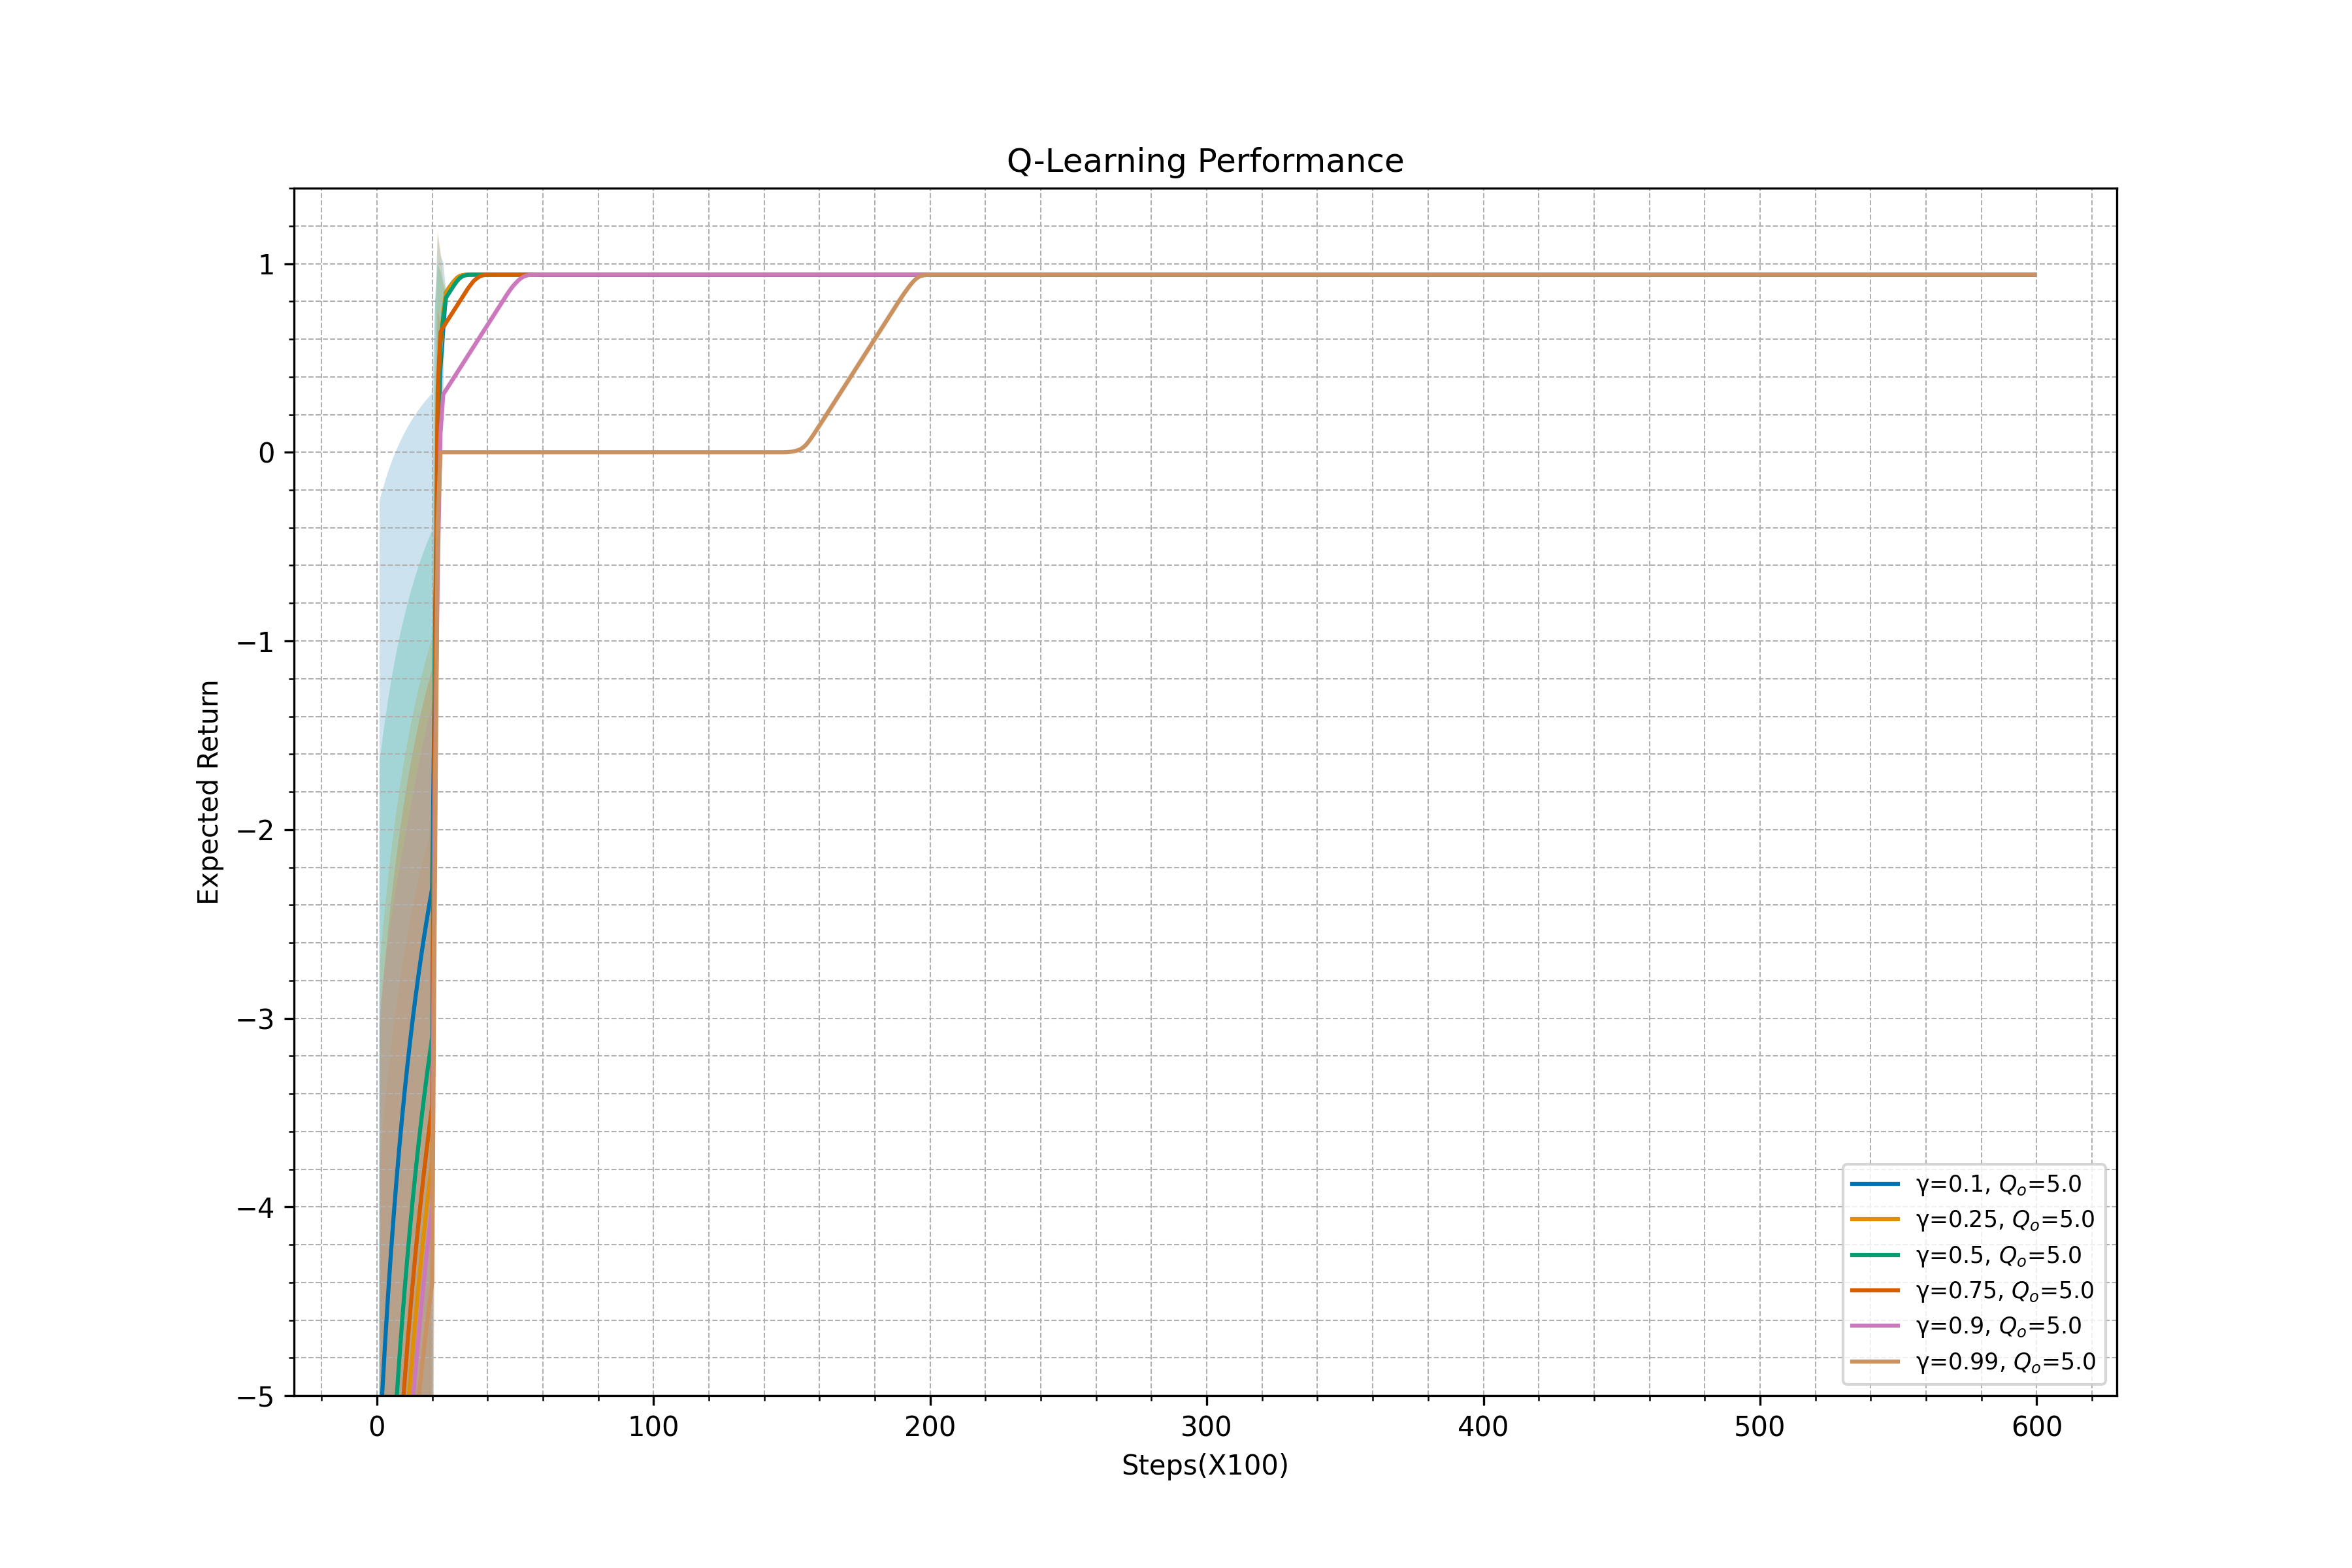 Q-Learning Performance
Expected Return
1
0
−1
−2
−3
−4
−5
0 100 200 300 400 500 600
Steps(X100)
γ=0.1, Qₒ=5.0
γ=0.25, Qₒ=5.0
γ=0.5, Qₒ=5.0
γ=0.75, Qₒ=5.0
γ=0.9, Qₒ=5.0
γ=0.99, Qₒ=5.0